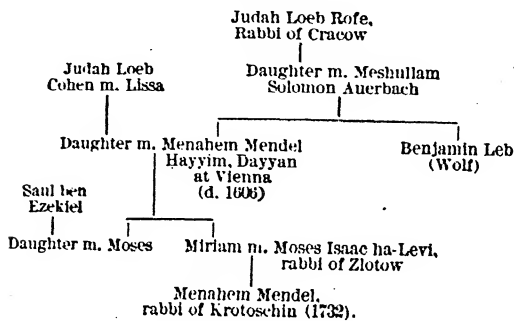 Judah Loeb Rofe,
Rabbi of Cracow
Judah Loeb
Cohen m. Lissa
Daughter m. Meshullam
Solomon Auerbach
Daughter m. Menahem Mendel
Hayyim, Dayyan
at Vienna
(d. 1606)
Benjamin Leb
(Wolf)
Saul ben
Ezekiel
Daughter m. Moses
Miriam m. Moses Isaac ha-Levi,
rabbi of Zlotow
Menahem Mendel,
rabbi of Krotoschin (1732).